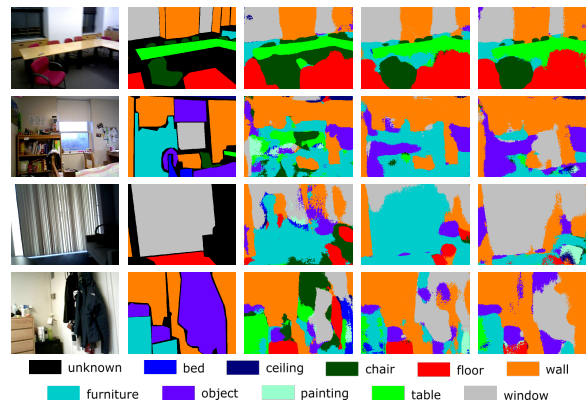 unknown bed ceiling chair floor wall
furniture object painting table window